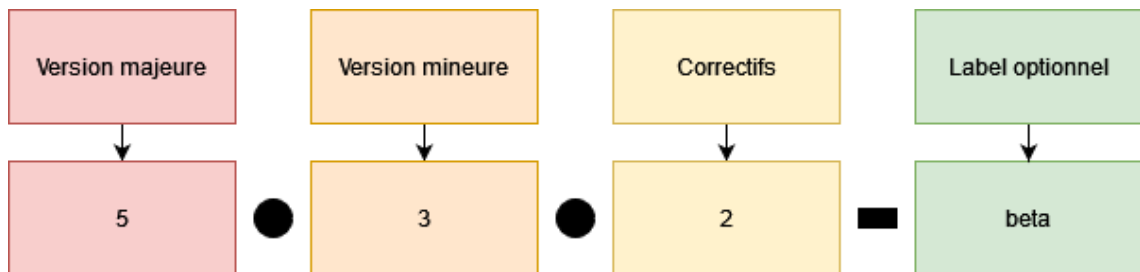 Version majeure
Version mineure
Correctifs
Label optionnel
5
3
2
beta